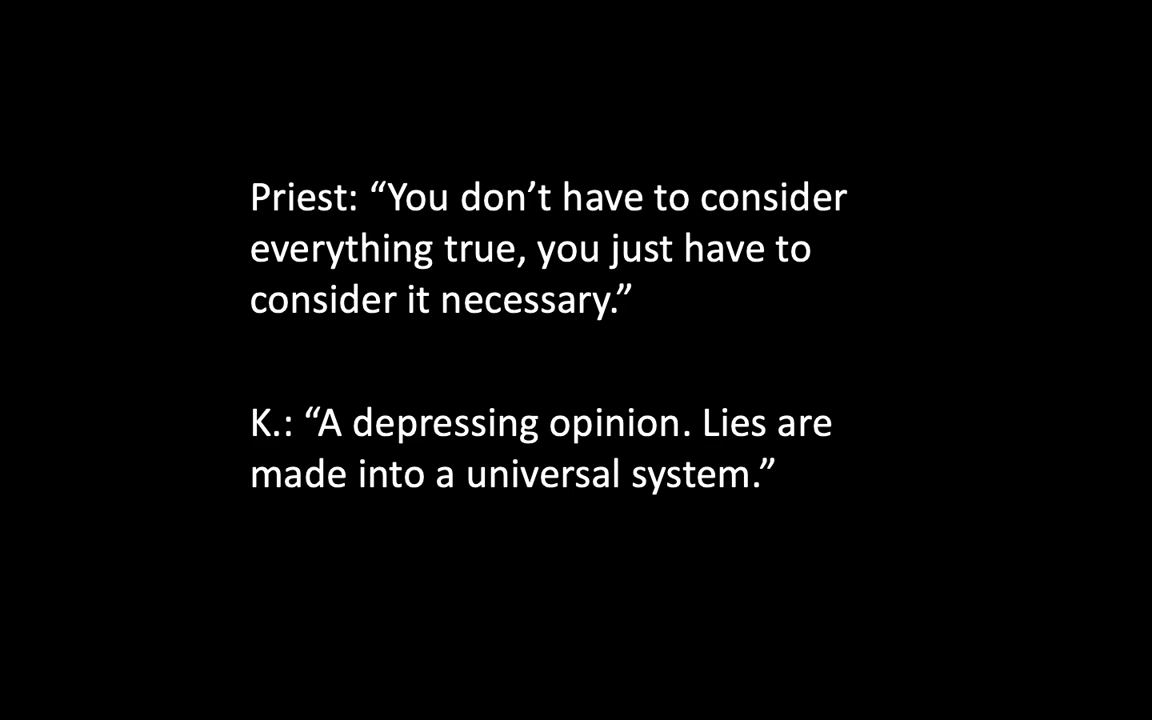 Priest: “You don’t have to consider
everything true, you just have to
consider it necessary.”
K.: “A depressing opinion. Lies are
made into a universal system.”